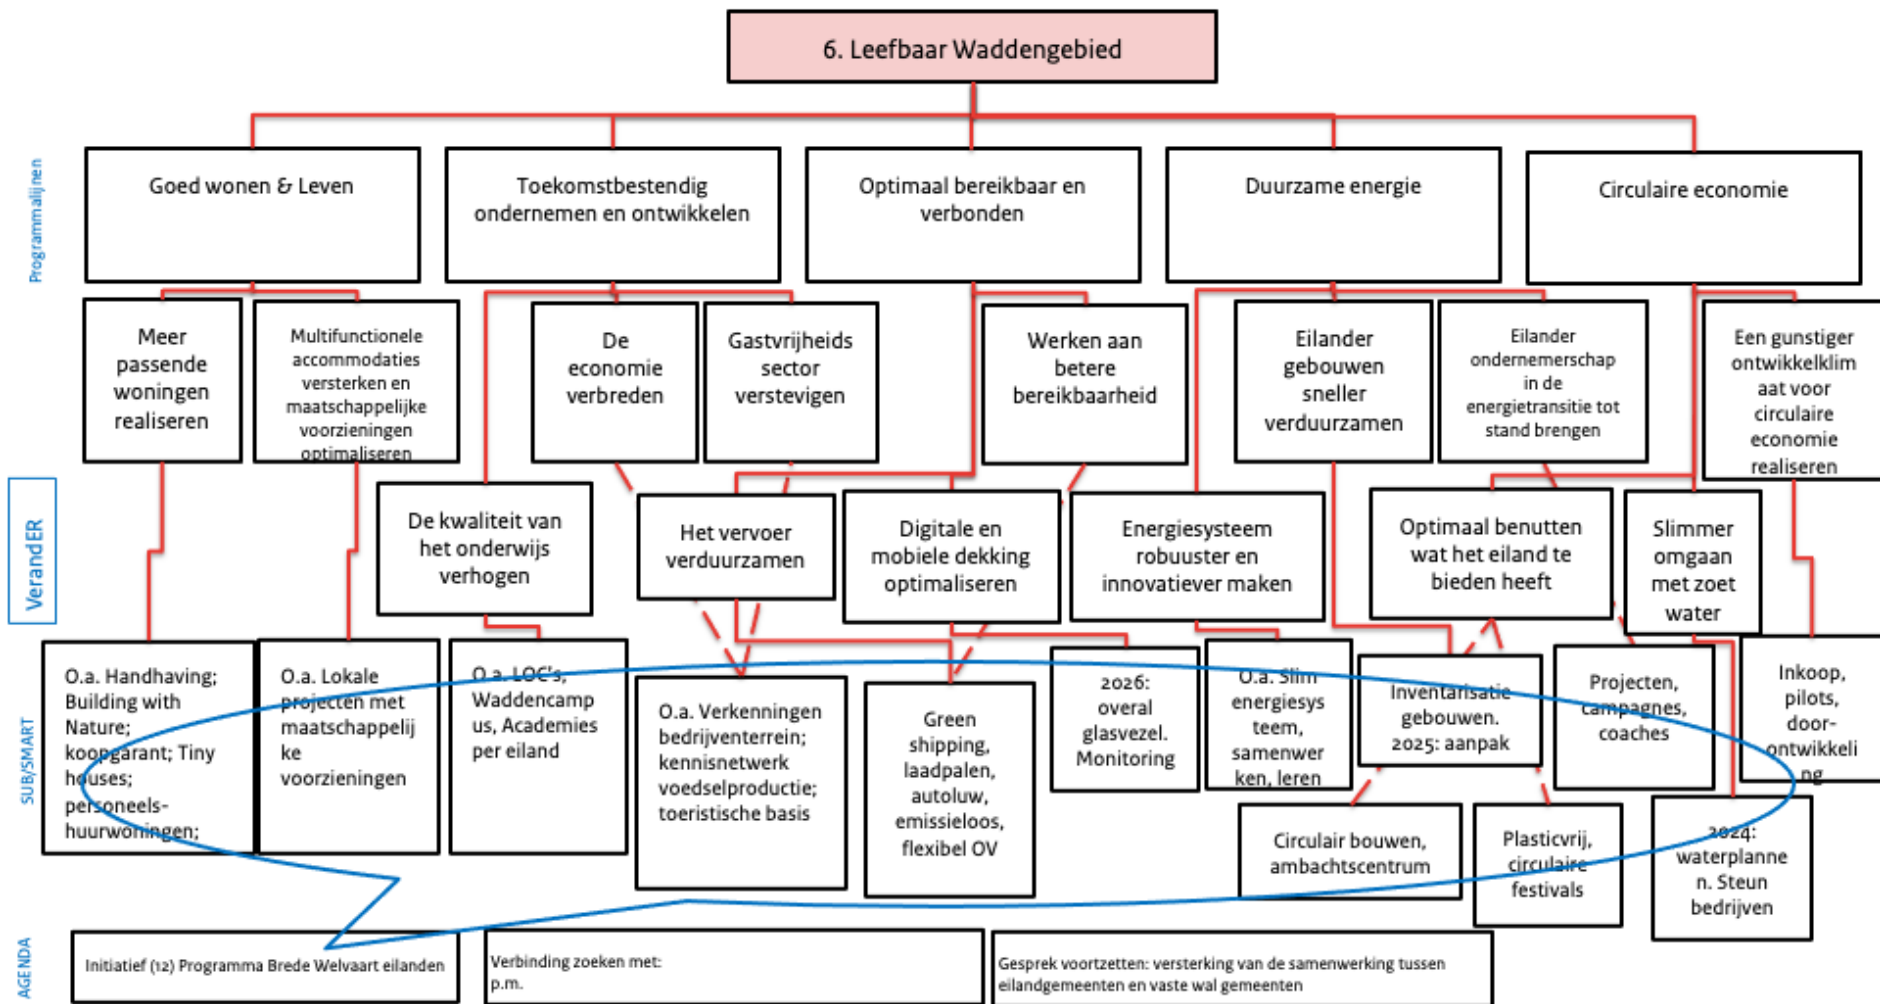 6. Leefbaar Waddengebied
Programmalijnen
Goed wonen & Leven
Toekomstbestendig
ondernemen en ontwikkelen
Optimaal bereikbaar en
verbonden
Duurzame energie
Circulaire economie
Meer
passende
woningen
realiseren
Multifunctionele
accommodaties
versterken en
maatschappelijke
voorzieningen
optimaliseren
De
economie
verbreden
Gastvrijheids
sector
verstevigen
Werken aan
betere
bereikbaarheid
Eilander
gebouwen
sneller
verduurzamen
Eilander
ondernemerschap
in de
energietransitie tot
stand brengen
Een gunstiger
ontwikkelklim
aat voor
circulaire
economie
realiseren
VerandER
De kwaliteit van
het onderwijs
verhogen
Het vervoer
verduurzamen
Digitale en
mobiele dekking
optimaliseren
Energiesysteem
robuuster en
innovatiever maken
Optimaal benutten
wat het eiland te
bieden heeft
Slimmer
omgaan
met zoet
water
SUB/SMART
O.a. Handhaving;
Building with
Nature;
koopgarant; Tiny
houses;
personeels-
huurwoningen;
O.a. Lokale
projecten met
maatschappelij
ke
voorzieningen
O.a. LOC's,
Waddencamp
us, Academies
per eiland
O.a. Verkenningen
bedrijventerrein;
kennisnetwerk
voedselproductie;
toeristische basis
Green
shipping,
laadpalen,
autoluw,
emissieloos,
flexibel OV
2026:
overal
glasvezel.
Monitoring
O.a. Slim
energiesys
teem,
samenwer
ken, leren
Inventarisatie
gebouwen.
2025: aanpak
Projecten,
campagnes,
coaches
Inkoop,
pilots,
door-
ontwikkeli
ng
Circulair bouwen,
ambachtscentrum
Plasticvrij,
circulaire
festivals
2024:
waterplanne
n. Steun
bedrijven
AGENDA
Initiatief (12) Programma Brede Welvaart eilanden
Verbinding zoeken met:
p.m.
Gesprek voortzetten: versterking van de samenwerking tussen
eilandgemeenten en vaste wal gemeenten